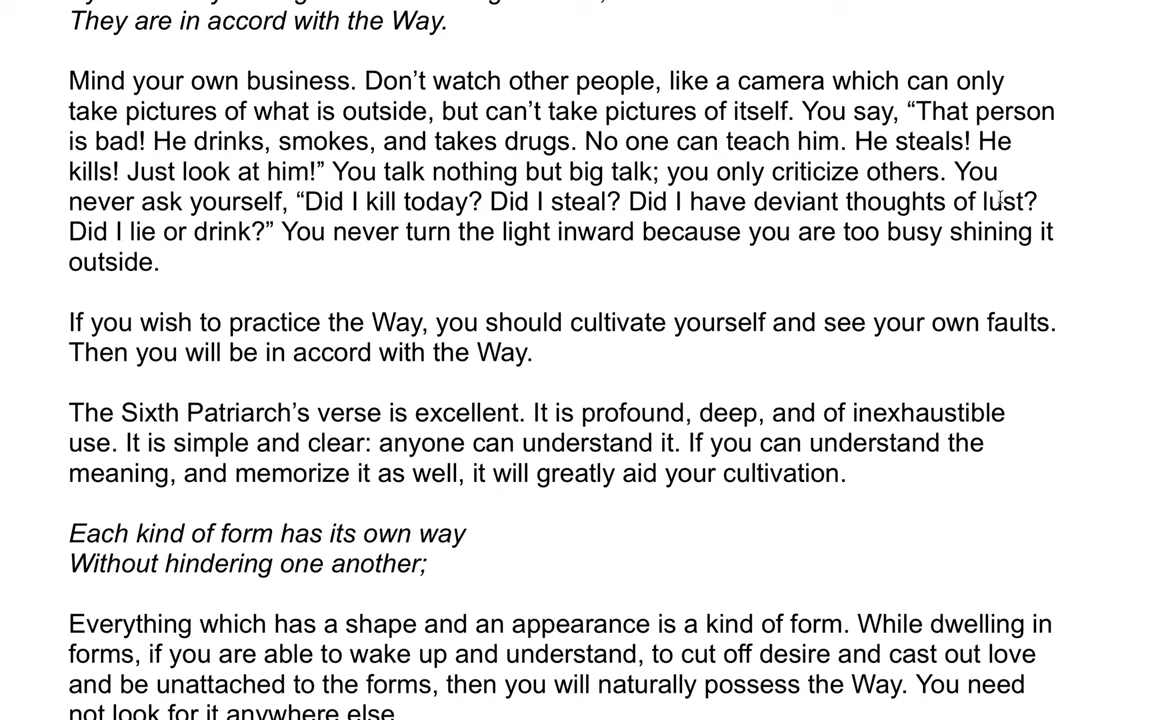 They are in accord with the Way.
Mind your own business. Don’t watch other people, like a camera which can only
take pictures of what is outside, but can’t take pictures of itself. You say, “That person
is bad! He drinks, smokes, and takes drugs. No one can teach him. He steals! He
kills! Just look at him!” You talk nothing but big talk; you only criticize others. You
never ask yourself, “Did I kill today? Did I steal? Did I have deviant thoughts of lust?
Did I lie or drink?” You never turn the light inward because you are too busy shining it
outside.
If you wish to practice the Way, you should cultivate yourself and see your own faults.
Then you will be in accord with the Way.
The Sixth Patriarch’s verse is excellent. It is profound, deep, and of inexhaustible
use. It is simple and clear: anyone can understand it. If you can understand the
meaning, and memorize it as well, it will greatly aid your cultivation.
Each kind of form has its own way
Without hindering one another;
Everything which has a shape and an appearance is a kind of form. While dwelling in
forms, if you are able to wake up and understand, to cut off desire and cast out love
and be unattached to the forms, then you will naturally possess the Way. You need
not look for it anywhere else.